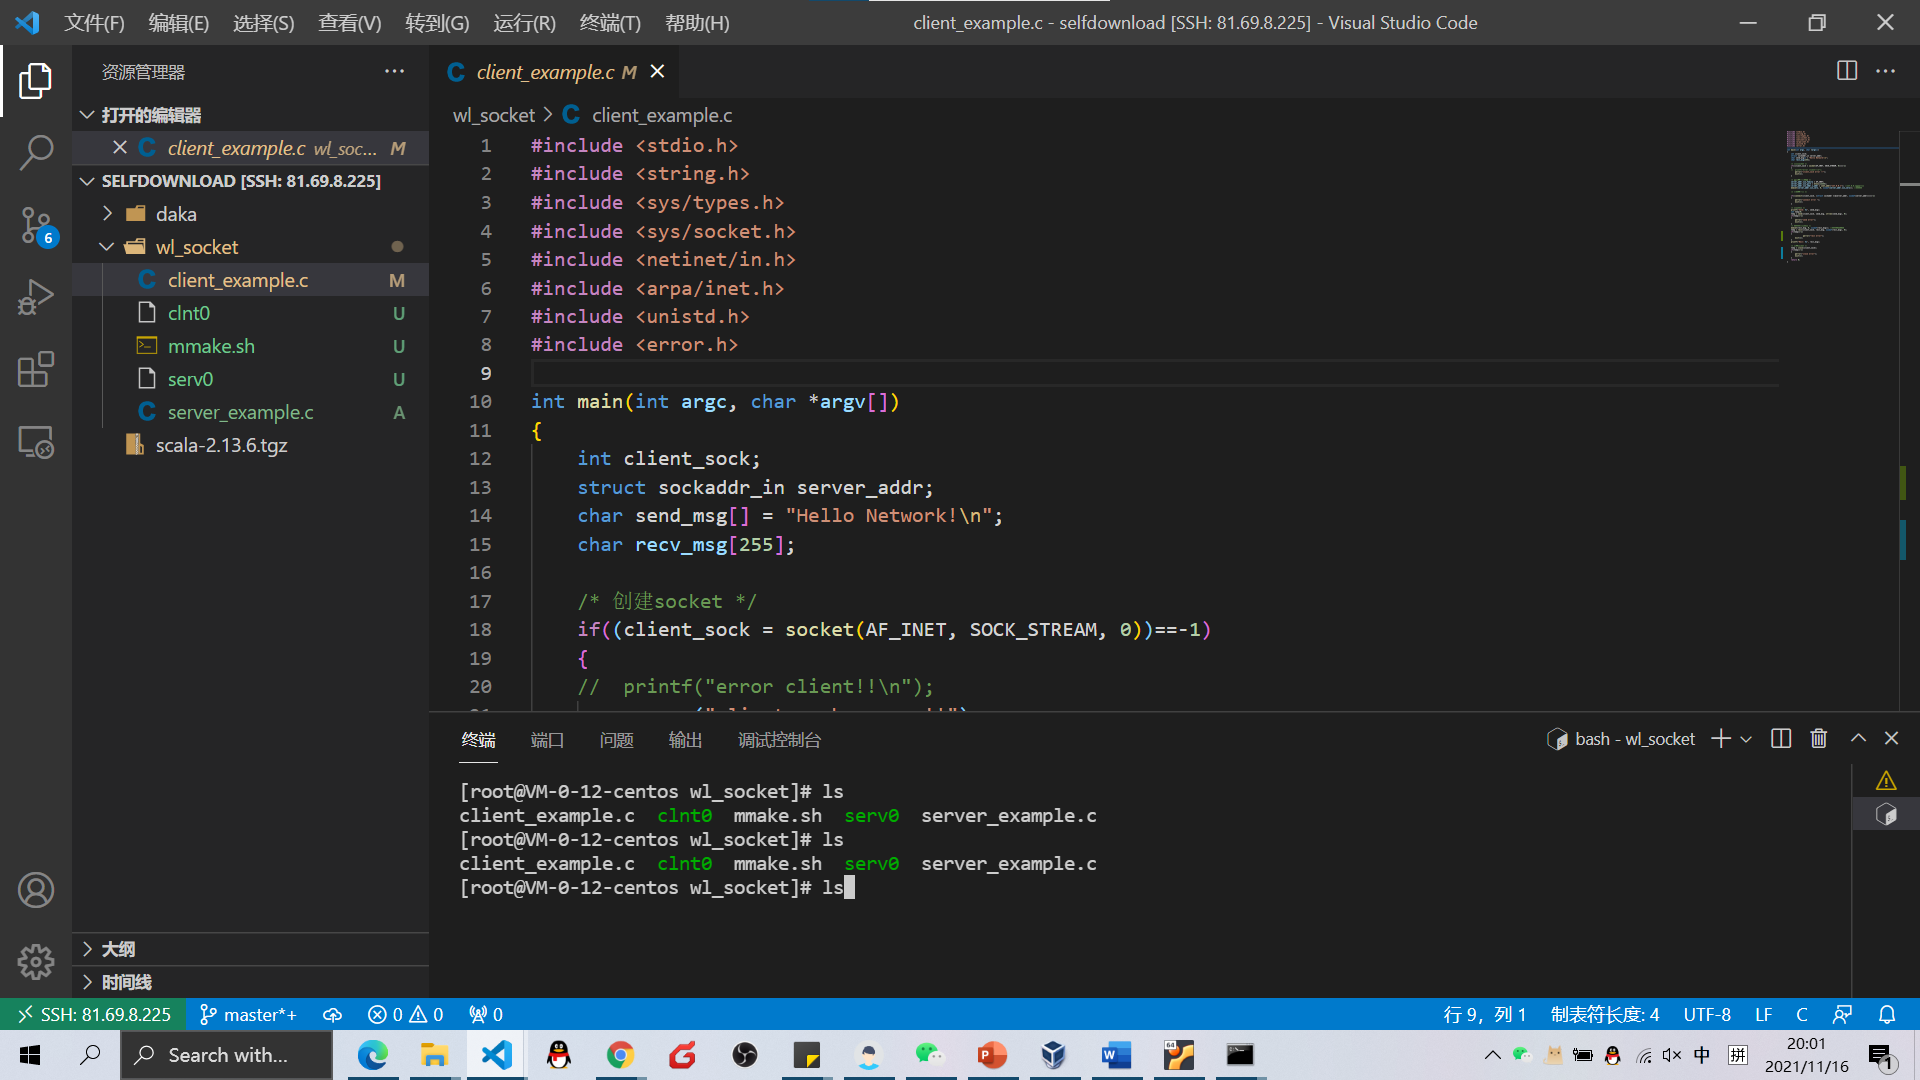 文件(F) 编辑(E) 选择(S) 查看(V) 转到(G) 运行(R) 终端(T) 帮助(H) client_example.c - selfdownload [SSH: 81.69.8.225] - Visual Studio Code
资源管理器
打开的编辑器
client_example.c wl_soc... M
SELFDOWNLOAD [SSH: 81.69.8.225]
daka
wl_socket
client_example.c M
clnt0 U
mmake.sh U
serv0 U
server_example.c A
scala-2.13.6.tgz
6
大纲
时间线
client_example.c M
wl_socket > client_example.c
1 #include <stdio.h>
2 #include <string.h>
3 #include <sys/types.h>
4 #include <sys/socket.h>
5 #include <netinet/in.h>
6 #include <arpa/inet.h>
7 #include <unistd.h>
8 #include <error.h>
9
10 int main(int argc, char *argv[])
11 {
12 int client_sock;
13 struct sockaddr_in server_addr;
14 char send_msg[] = "Hello Network!\n";
15 char recv_msg[255];
16
17 /* 创建socket */
18 if((client_sock = socket(AF_INET, SOCK_STREAM, 0))==-1)
19 {
20 // printf("error client!!\n");
终端 端口 问题 输出 调试控制台 bash - wl_socket
[root@VM-0-12-centos wl_socket]# ls
client_example.c clnt0 mmake.sh serv0 server_example.c
[root@VM-0-12-centos wl_socket]# ls
client_example.c clnt0 mmake.sh serv0 server_example.c
[root@VM-0-12-centos wl_socket]# ls
SSH: 81.69.8.225 master*+ 0 0 0 行 9，列 1 制表符长度: 4 UTF-8 LF C
Search with... 64 中 拼 20:01
2021/11/16 1